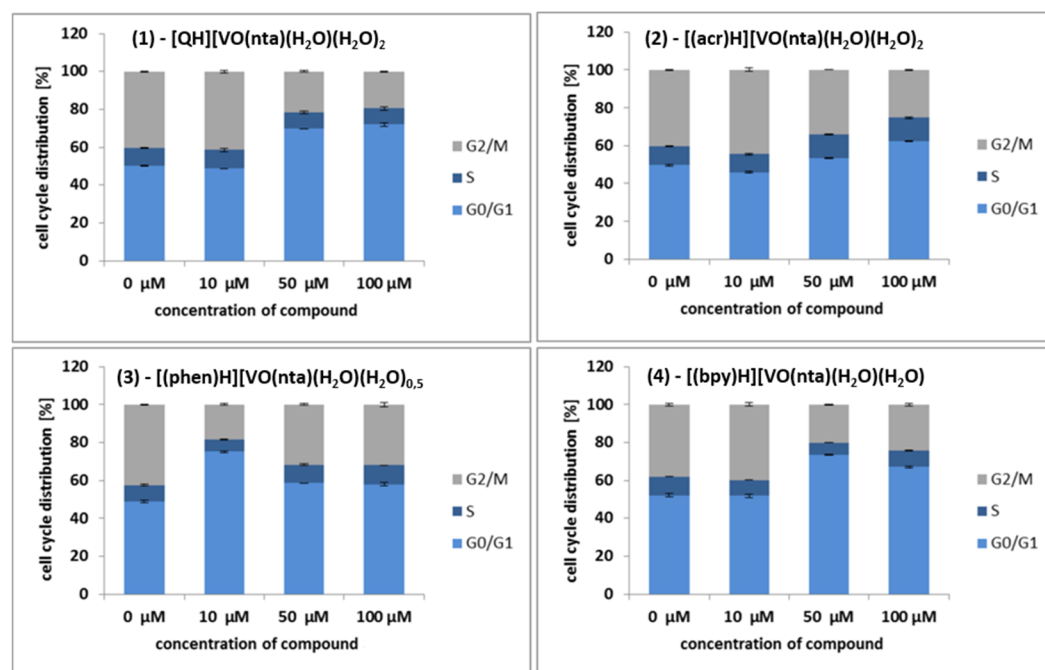 (1) - [QH][VO(nta)(H₂O)(H₂O)₂
cell cycle distribution [%]
120
100
80
60
40
20
0
0 µM 10 µM 50 µM 100 µM
concentration of compound
G2/M
S
G0/G1
(2) - [(acr)H][VO(nta)(H₂O)(H₂O)₂
cell cycle distribution [%]
120
100
80
60
40
20
0
0 µM 10 µM 50 µM 100 µM
concentration of compound
G2/M
S
G0/G1
(3) - [(phen)H][VO(nta)(H₂O)(H₂O)₀,₅
cell cycle distribution [%]
120
100
80
60
40
20
0
0 µM 10 µM 50 µM 100 µM
concentration of compound
G2/M
S
G0/G1
(4) - [(bpy)H][VO(nta)(H₂O)(H₂O)
cell cycle distribution [%]
120
100
80
60
40
20
0
0 µM 10 µM 50 µM 100 µM
concentration of compound
G2/M
S
G0/G1